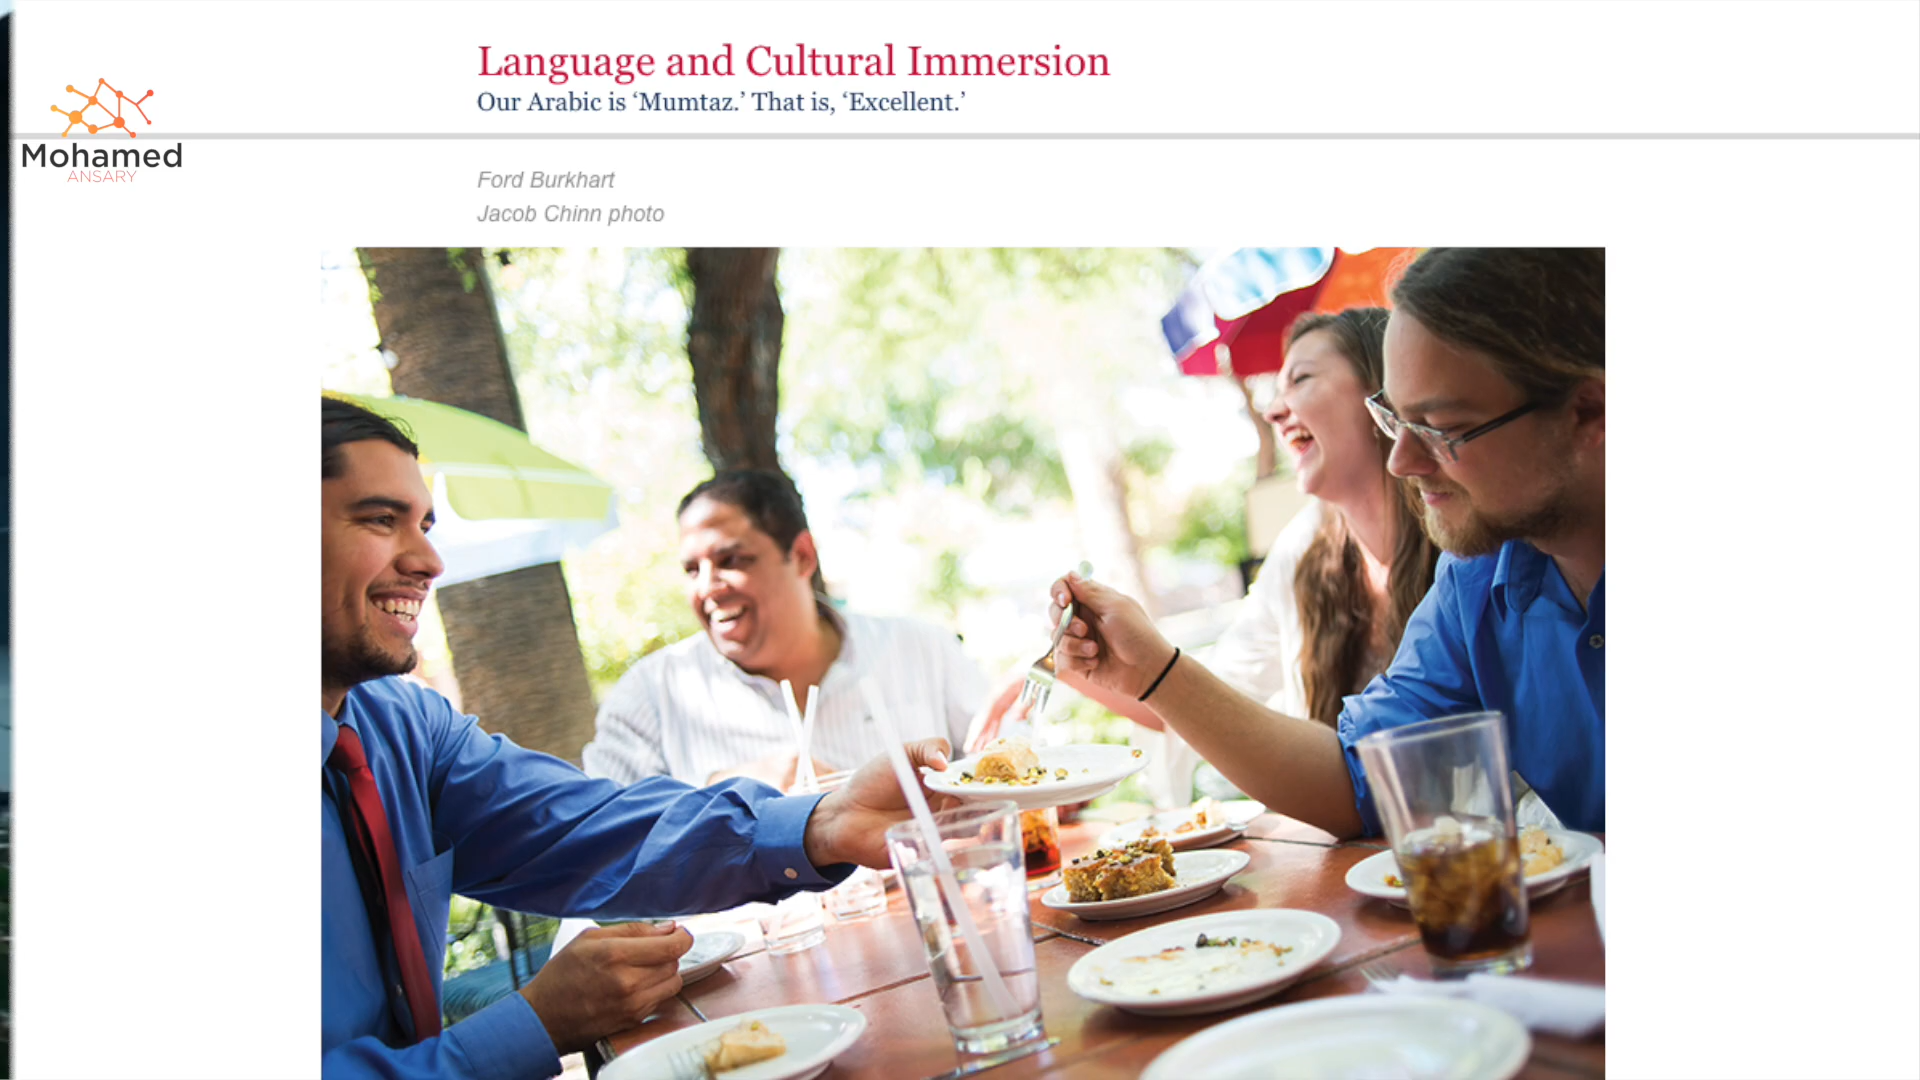 Language and Cultural Immersion
Our Arabic is ‘Mumtaz.’ That is, ‘Excellent.’
Mohamed
ANSARY
Ford Burkhart
Jacob Chinn photo